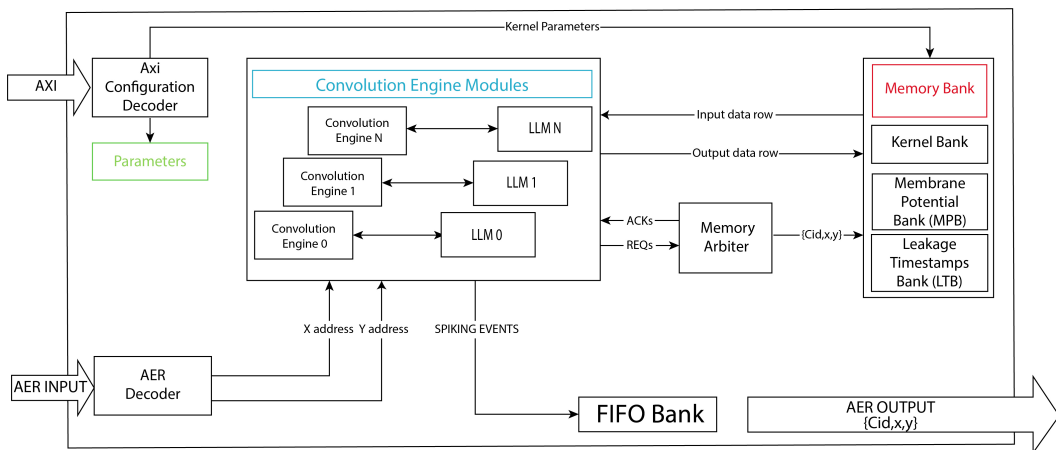 Kernel Parameters
AXI
Axi
Configuration
Decoder
Parameters
Convolution Engine Modules
Convolution
Engine N
LLM N
Convolution
Engine 1
LLM 1
Convolution
Engine 0
LLM 0
Input data row
Output data row
ACKs
REQs
Memory
Arbiter
{Cid,x,y}
Memory Bank
Kernel Bank
Membrane
Potential
Bank (MPB)
Leakage
Timestamps
Bank (LTB)
X address
Y address
SPIKING EVENTS
AER INPUT
AER
Decoder
FIFO Bank
AER OUTPUT
{Cid,x,y}